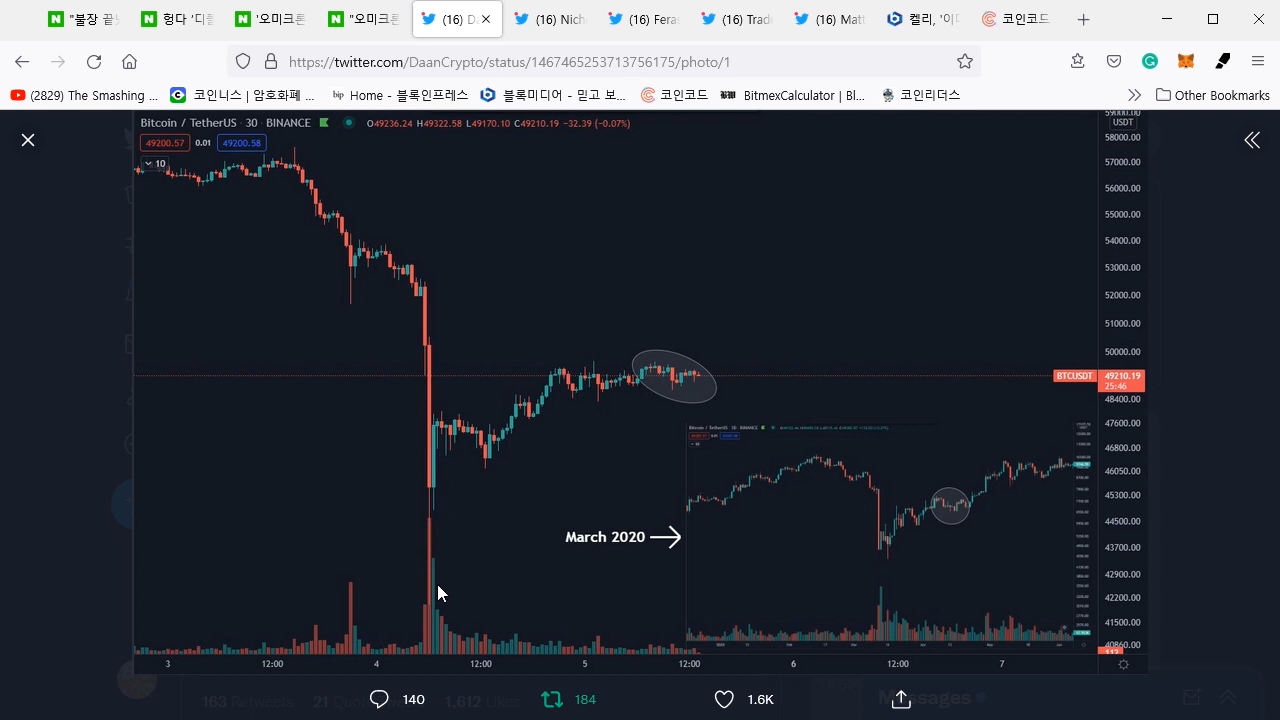 "불장 끝
헝다 '디
'오미크론
'오미크론
(16) D
(16) Nich
(16) Fera
(16) Trad
(16) Matt
켈리, '이
코인코드
https://twitter.com/DaanCrypto/status/1467465253713756175/photo/1
(2829) The Smashing ...
코인니스 | 암호화폐 ...
bip Home - 블록인프레스
블록미디어 - 믿고 보...
코인코드
BitmexCalculator | Bl...
코인리더스
Other Bookmarks
Bitcoin / TetherUS · 30 · BINANCE
O49236.24 H49322.58 L49170.10 C49210.19 −32.39 (−0.07%)
49200.57 0.01 49200.58
10
59000.00
USDT
58000.00
57000.00
56000.00
55000.00
54000.00
53000.00
52000.00
51000.00
50000.00
BTCUSDT 49210.19
25:46
48400.00
47600.00
46800.00
46050.00
45300.00
44500.00
43700.00
42900.00
42200.00
41500.00
40860.00
March 2020
Bitcoin / TetherUS · 1D · BINANCE
3 12:00 4 12:00 5 12:00 6 12:00 7
163 Retweets 21 Quo 1,612 Likes
Messages
140 184 1.6K